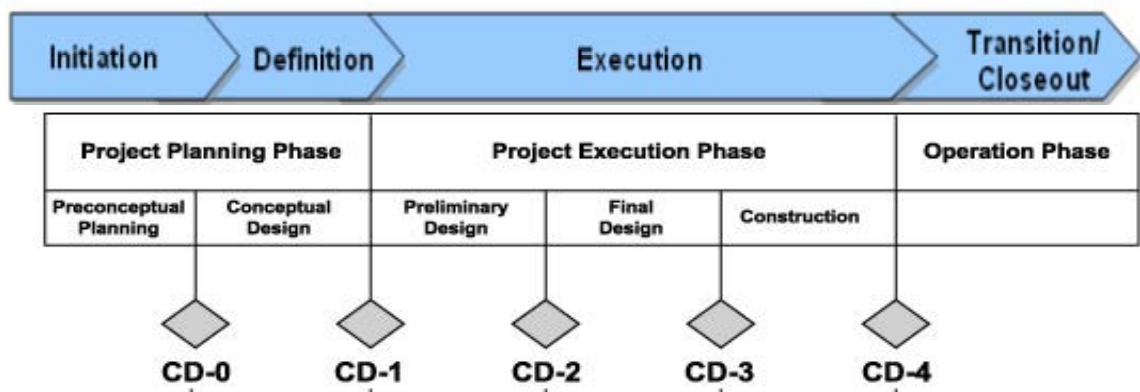 Initiation
Definition
Execution
Transition/
Closeout
Project Planning Phase
Project Execution Phase
Operation Phase
Preconceptual
Planning
Conceptual
Design
Preliminary
Design
Final
Design
Construction
CD-0
CD-1
CD-2
CD-3
CD-4